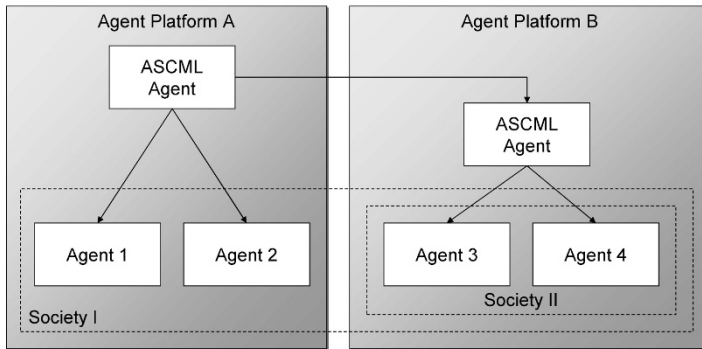 Agent Platform A
ASCML
Agent
Agent 1
Agent 2
Society I
Agent Platform B
ASCML
Agent
Agent 3
Agent 4
Society II